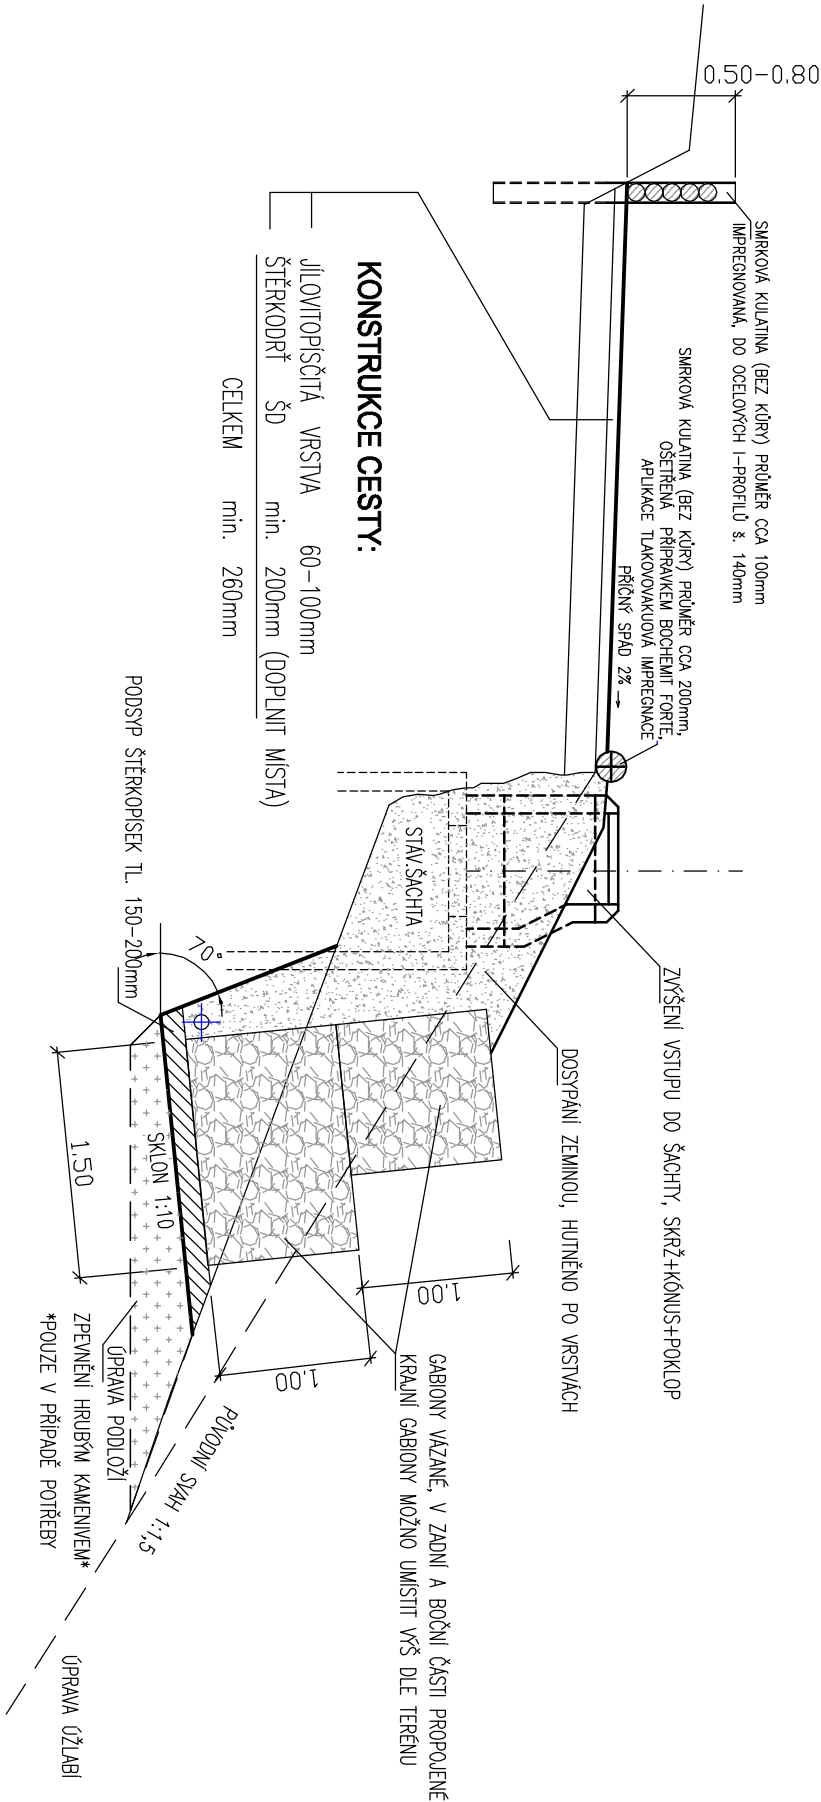 0.50-0.80
SMRKOVÁ KULATINA (BEZ KŮRY) PRŮMĚR CCA 100mm
IMPREGNOVANÁ, DO OCELOVÝCH I-PROFILŮ š. 140mm
SMRKOVÁ KULATINA (BEZ KŮRY) PRŮMĚR CCA 200mm,
OŠETŘENÁ PŘÍPRAVKEM BOCHEMIT FORTE,
APLIKACE TLAKOVOVAKUOVÁ IMPREGNACE
PŘÍČNÝ SPÁD 2%
KONSTRUKCE CESTY:
JÍLOVITOPÍSČITÁ VRSTVA 60-100mm
ŠTĚRKODRŤ ŠD min. 200mm (DOPLNIT MÍSTA)
CELKEM min. 260mm
ZVÝŠENÍ VSTUPU DO ŠACHTY, SKRŽ+KÓNUS+POKLOP
DOSYPÁNÍ ZEMINOU, HUTNĚNO PO VRSTVÁCH
STÁV.ŠACHTA
PODSYP ŠTĚRKOPÍSEK TL. 150-200mm
70°
SKLON 1:10
1.50
1.00
1.00
GABIONY VÁZANÉ, V ZADNÍ A BOČNÍ ČÁSTI PROPOJENÉ
KRAJNÍ GABIONY MOŽNO UMÍSTIT VÝŠ DLE TERÉNU
PŮVODNÍ SVAH 1:1,5
ÚPRAVA PODLOŽÍ
ZPEVNĚNÍ HRUBÝM KAMENIVEM*
*POUZE V PŘÍPADĚ POTŘEBY
ÚPRAVA ÚŽLABÍ